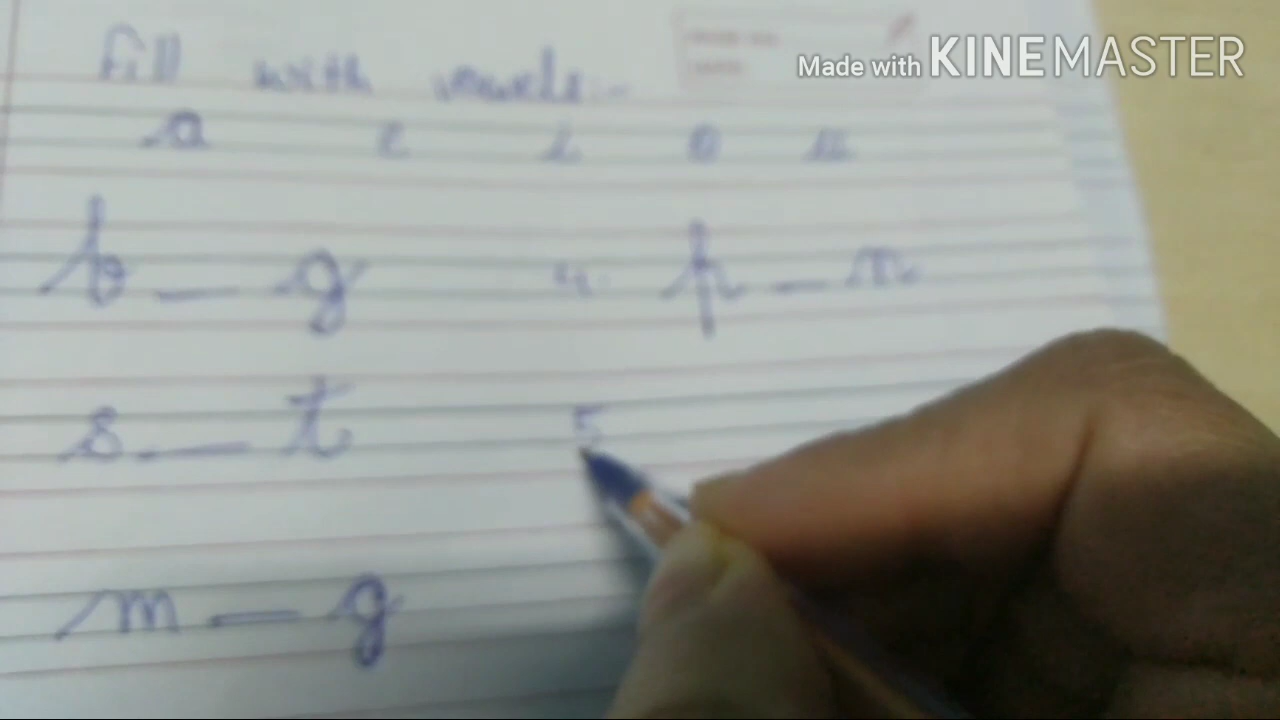 Made with KINEMASTER
Fill with vowels:-
a e i o u
b _ g 4. p _ n
s _ t 5
m _ g